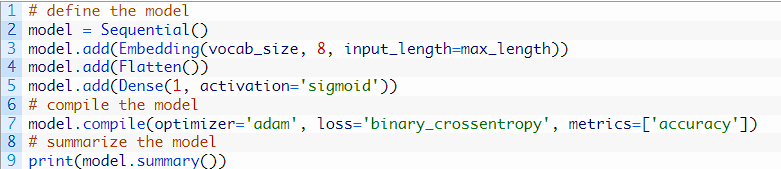 1 # define the model
2 model = Sequential()
3 model.add(Embedding(vocab_size, 8, input_length=max_length))
4 model.add(Flatten())
5 model.add(Dense(1, activation='sigmoid'))
6 # compile the model
7 model.compile(optimizer='adam', loss='binary_crossentropy', metrics=['accuracy'])
8 # summarize the model
9 print(model.summary())